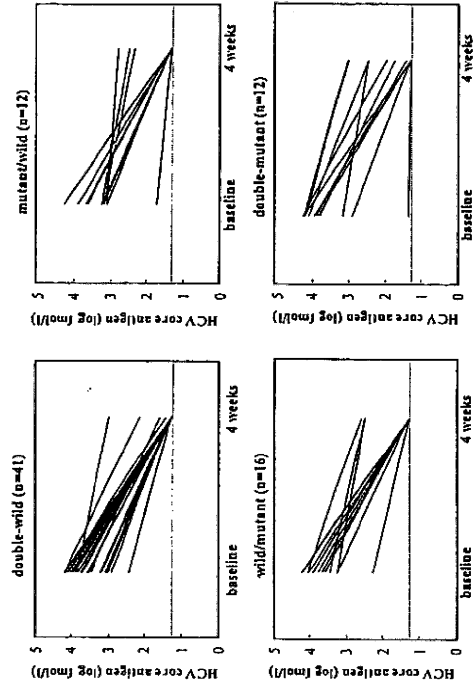 double-wild (n=41)
HCV core antigen (log fmol/l)
5
4
3
2
1
0
baseline
4 weeks
mutant/wild (n=12)
HCV core antigen (log fmol/l)
5
4
3
2
1
0
baseline
4 weeks
wild/mutant (n=16)
HCV core antigen (log fmol/l)
5
4
3
2
1
0
baseline
4 weeks
double-mutant (n=12)
HCV core antigen (log fmol/l)
5
4
3
2
1
0
baseline
4 weeks